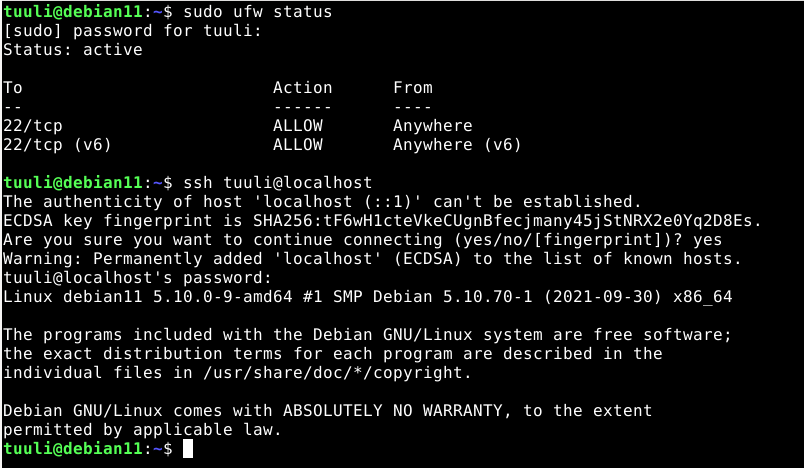 tuuli@debian11:~$ sudo ufw status
[sudo] password for tuuli:
Status: active
To                         Action      From
--                         ------      ----
22/tcp                     ALLOW       Anywhere
22/tcp (v6)                ALLOW       Anywhere (v6)
tuuli@debian11:~$ ssh tuuli@localhost
The authenticity of host 'localhost (::1)' can't be established.
ECDSA key fingerprint is SHA256:tF6wH1cteVkeCUgnBfecjmany45jStNRX2e0Yq2D8Es.
Are you sure you want to continue connecting (yes/no/[fingerprint])? yes
Warning: Permanently added 'localhost' (ECDSA) to the list of known hosts.
tuuli@localhost's password:
Linux debian11 5.10.0-9-amd64 #1 SMP Debian 5.10.70-1 (2021-09-30) x86_64
The programs included with the Debian GNU/Linux system are free software;
the exact distribution terms for each program are described in the
individual files in /usr/share/doc/*/copyright.
Debian GNU/Linux comes with ABSOLUTELY NO WARRANTY, to the extent
permitted by applicable law.
tuuli@debian11:~$